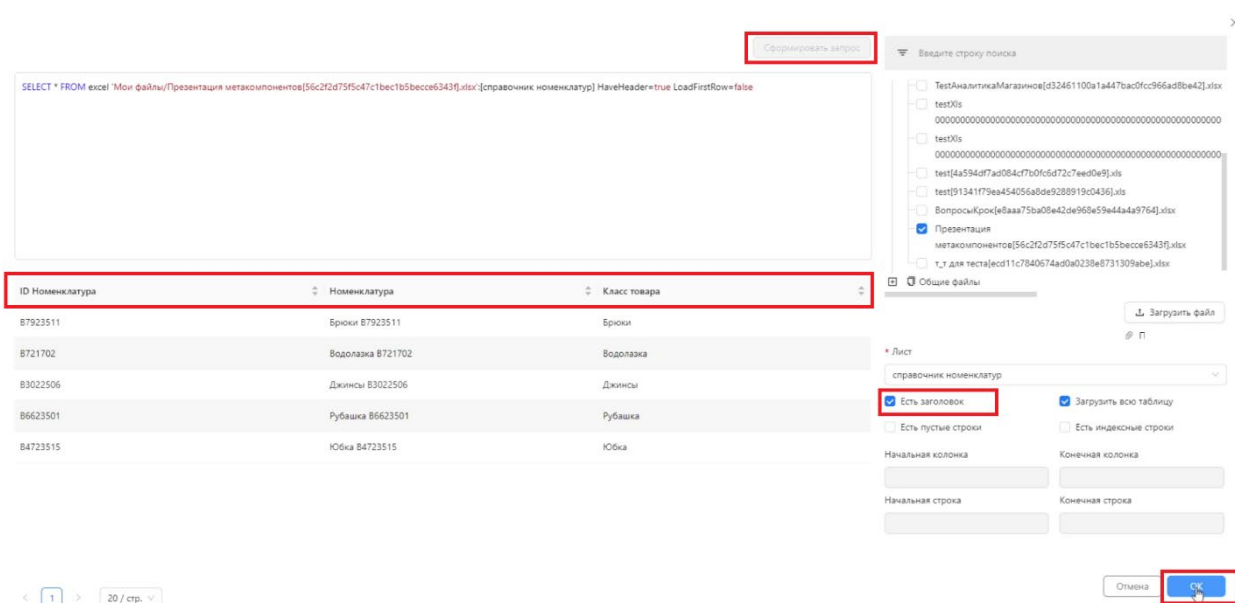 Сформировать запрос
SELECT * FROM excel 'Мои файлы/Презентация метакомпонентов[56c2f2d75f5c47c1bec1b5becce6343f].xlsx':[справочник номенклатур] HaveHeader=true LoadFirstRow=false
ID Номенклатура Номенклатура Класс товара
B7923511 Брюки B7923511 Брюки
B721702 Водолазка B721702 Водолазка
B3022506 Джинсы B3022506 Джинсы
B6623501 Рубашка B6623501 Рубашка
B4723515 Юбка B4723515 Юбка
1 20 / стр.
Введите строку поиска
TestАналитикаМагазинов[d32461100a1a447bac0fcc966ad8be42].xlsx
testXls
testXls
test[4a594df7ad084cf7b0fc6d72c7eed0e9].xls
test[91341f79ea454056a8de9288919c0436].xls
ВопросыКрок[e8aaa75ba08e42de968e59e44a4a9764].xlsx
Презентация
метакомпонентов[56c2f2d75f5c47c1bec1b5becce6343f].xlsx
т_т для теста[ecd11c7840674ad0a0238e8731309abe].xlsx
Общие файлы
Загрузить файл
П
* Лист
справочник номенклатур
Есть заголовок Загрузить всю таблицу
Есть пустые строки Есть индексные строки
Начальная колонка Конечная колонка
Начальная строка Конечная строка
Отмена OK